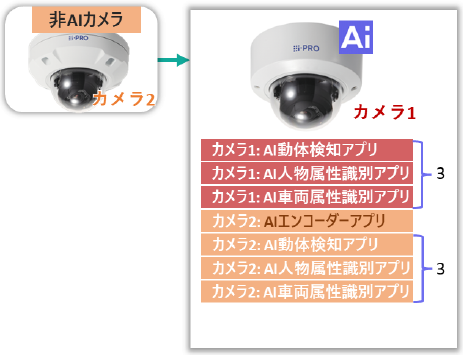 非AIカメラ
i-PRO
カメラ2
i-PRO
Ai
カメラ1
カメラ1: AI動体検知アプリ
カメラ1: AI人物属性識別アプリ
カメラ1: AI車両属性識別アプリ
3
カメラ2: AIエンコーダーアプリ
カメラ2: AI動体検知アプリ
カメラ2: AI人物属性識別アプリ
カメラ2: AI車両属性識別アプリ
3